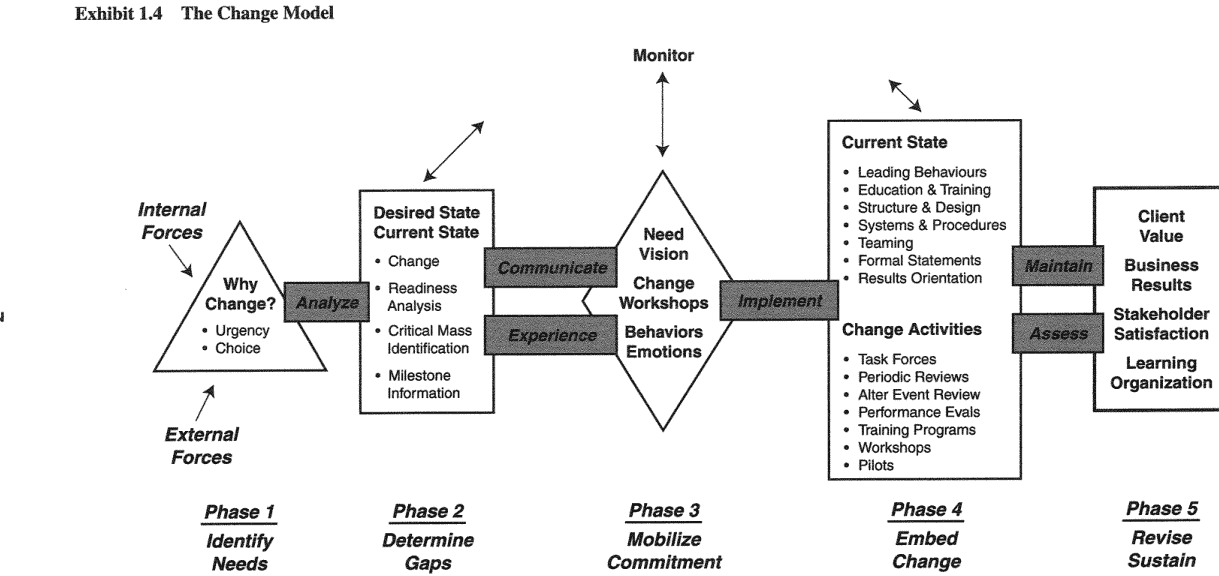 Exhibit 1.4 The Change Model
Monitor
Internal
Forces
Why
Change?
• Urgency
• Choice
External
Forces
Analyze
Desired State
Current State
• Change
• Readiness
Analysis
• Critical Mass
Identification
• Milestone
Information
Communicate
Experience
Need
Vision
Change
Workshops
Behaviors
Emotions
Implement
Current State
• Leading Behaviours
• Education & Training
• Structure & Design
• Systems & Procedures
• Teaming
• Formal Statements
• Results Orientation
Change Activities
• Task Forces
• Periodic Reviews
• Alter Event Review
• Performance Evals
• Training Programs
• Workshops
• Pilots
Maintain
Assess
Client
Value
Business
Results
Stakeholder
Satisfaction
Learning
Organization
Phase 1
Identify
Needs
Phase 2
Determine
Gaps
Phase 3
Mobilize
Commitment
Phase 4
Embed
Change
Phase 5
Revise
Sustain